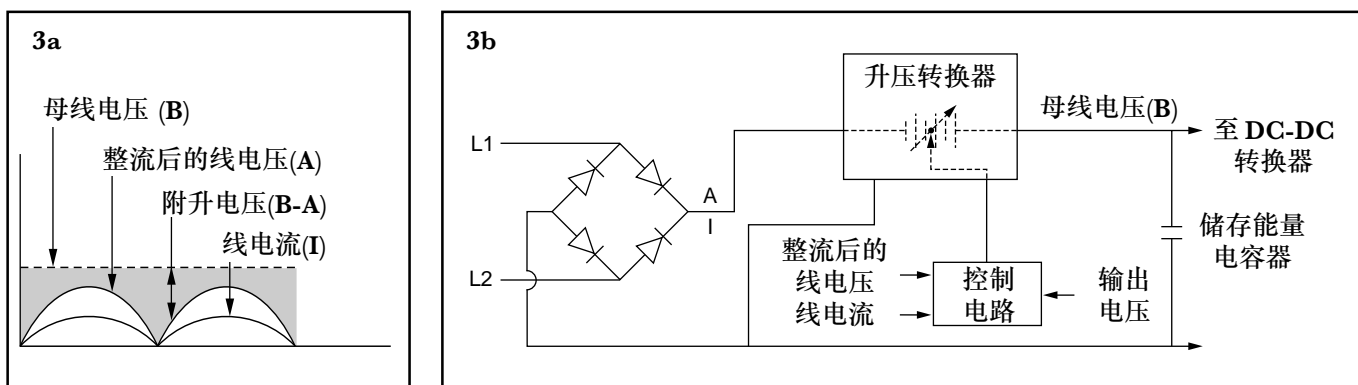 3a
母线电压 (B)
整流后的线电压(A)
附升电压(B-A)
线电流(I)
3b
升压转换器
母线电压(B)
至 DC-DC
转换器
L1
A
I
L2
储存能量
电容器
整流后的
线电压
线电流
控制
电路
输出
电压